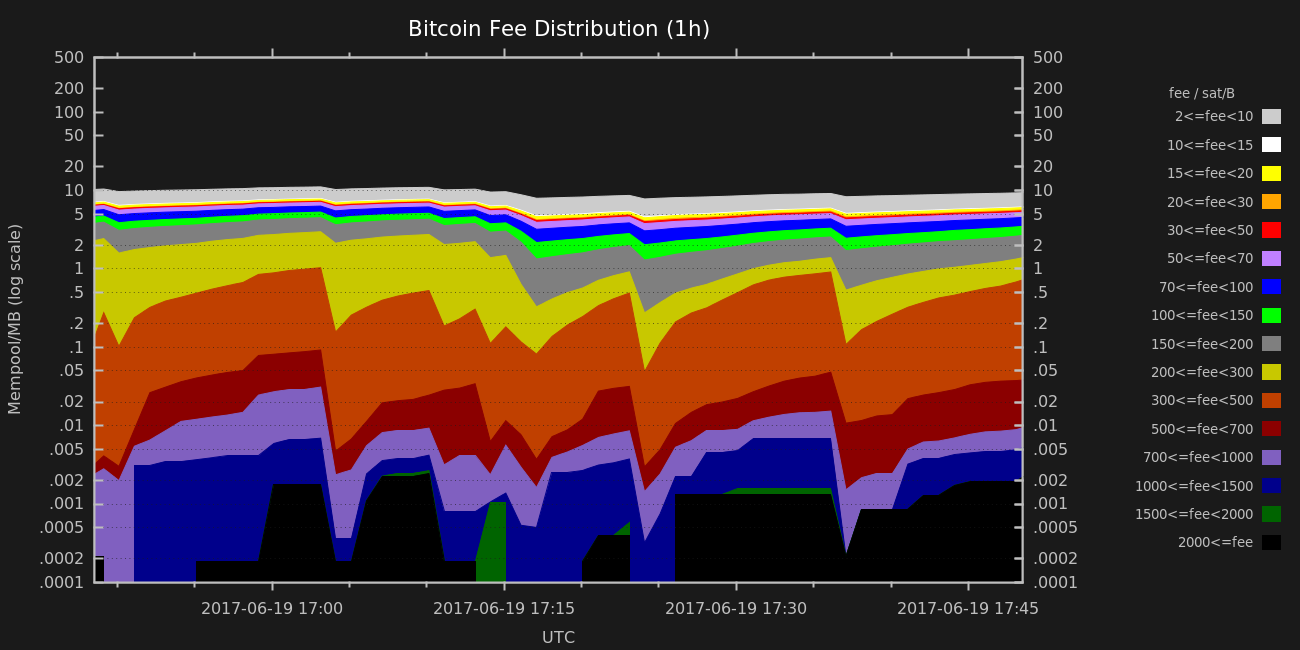 Bitcoin Fee Distribution (1h)
Mempool/MB (log scale)
500
200
100
50
20
10
5
2
1
.5
.2
.1
.05
.02
.01
.005
.002
.001
.0005
.0002
.0001
500
200
100
50
20
10
5
2
1
.5
.2
.1
.05
.02
.01
.005
.002
.001
.0005
.0002
.0001
2017-06-19 17:00
2017-06-19 17:15
2017-06-19 17:30
2017-06-19 17:45
UTC
fee / sat/B
2<=fee<10
10<=fee<15
15<=fee<20
20<=fee<30
30<=fee<50
50<=fee<70
70<=fee<100
100<=fee<150
150<=fee<200
200<=fee<300
300<=fee<500
500<=fee<700
700<=fee<1000
1000<=fee<1500
1500<=fee<2000
2000<=fee